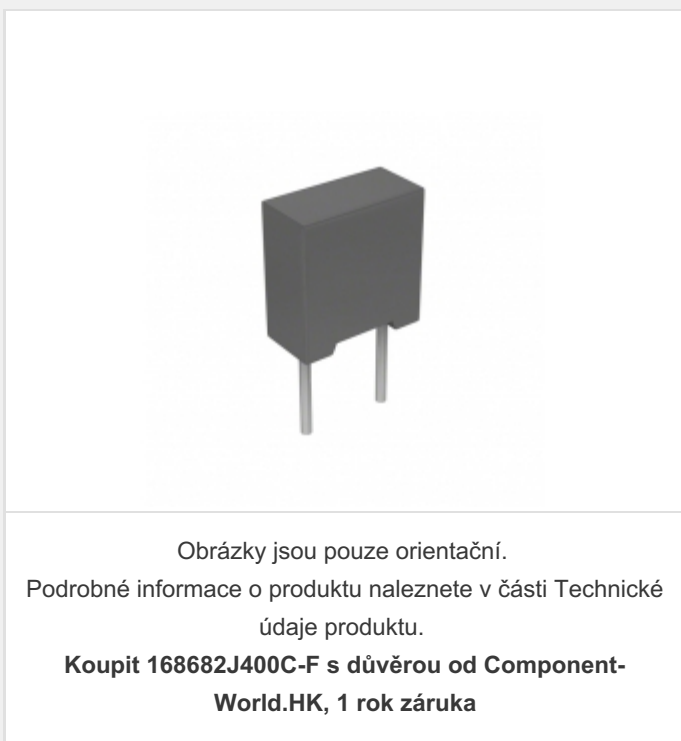 Obrázky jsou pouze orientační.
Podrobné informace o produktu naleznete v části Technické
údaje produktu.
Koupit 168682J400C-F s důvěrou od Component-
World.HK, 1 rok záruka